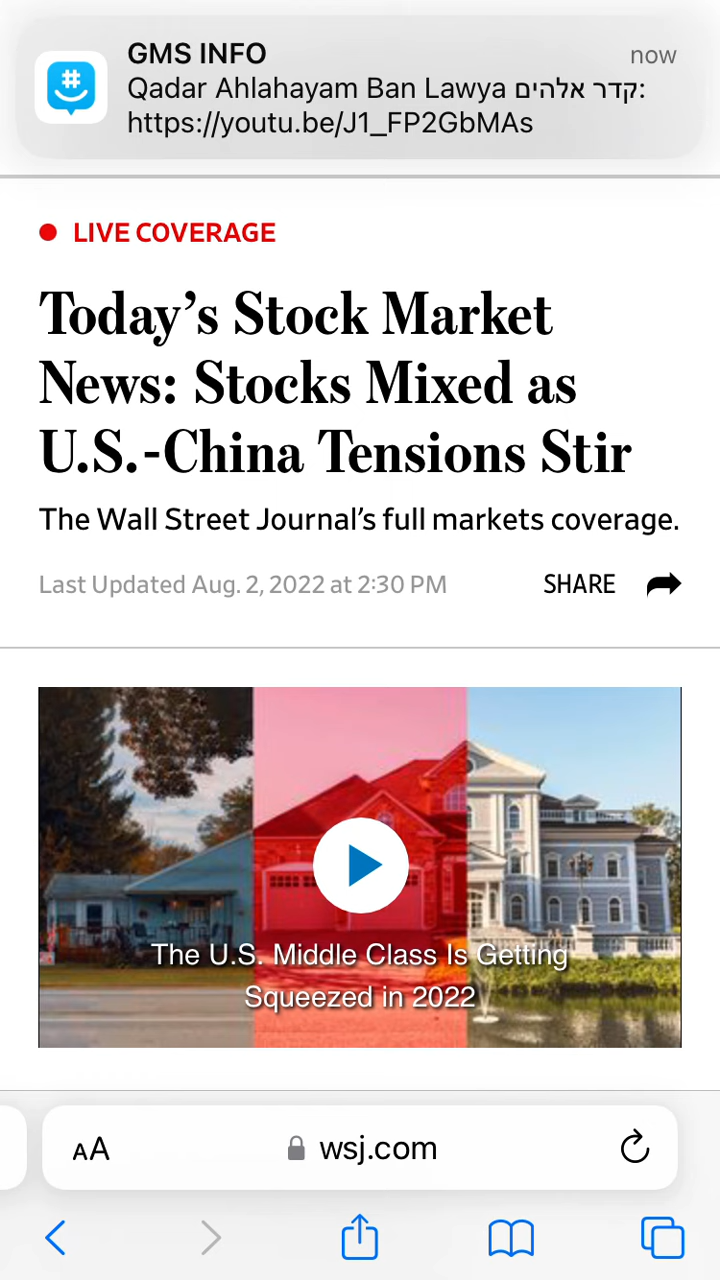 GMS INFO
now
Qadar Ahlahayam Ban Lawya קדר אלהים:
https://youtu.be/J1_FP2GbMAs
LIVE COVERAGE
Today’s Stock Market
News: Stocks Mixed as
U.S.-China Tensions Stir
The Wall Street Journal’s full markets coverage.
Last Updated Aug. 2, 2022 at 2:30 PM
SHARE
The U.S. Middle Class Is Getting
Squeezed in 2022
AA
wsj.com